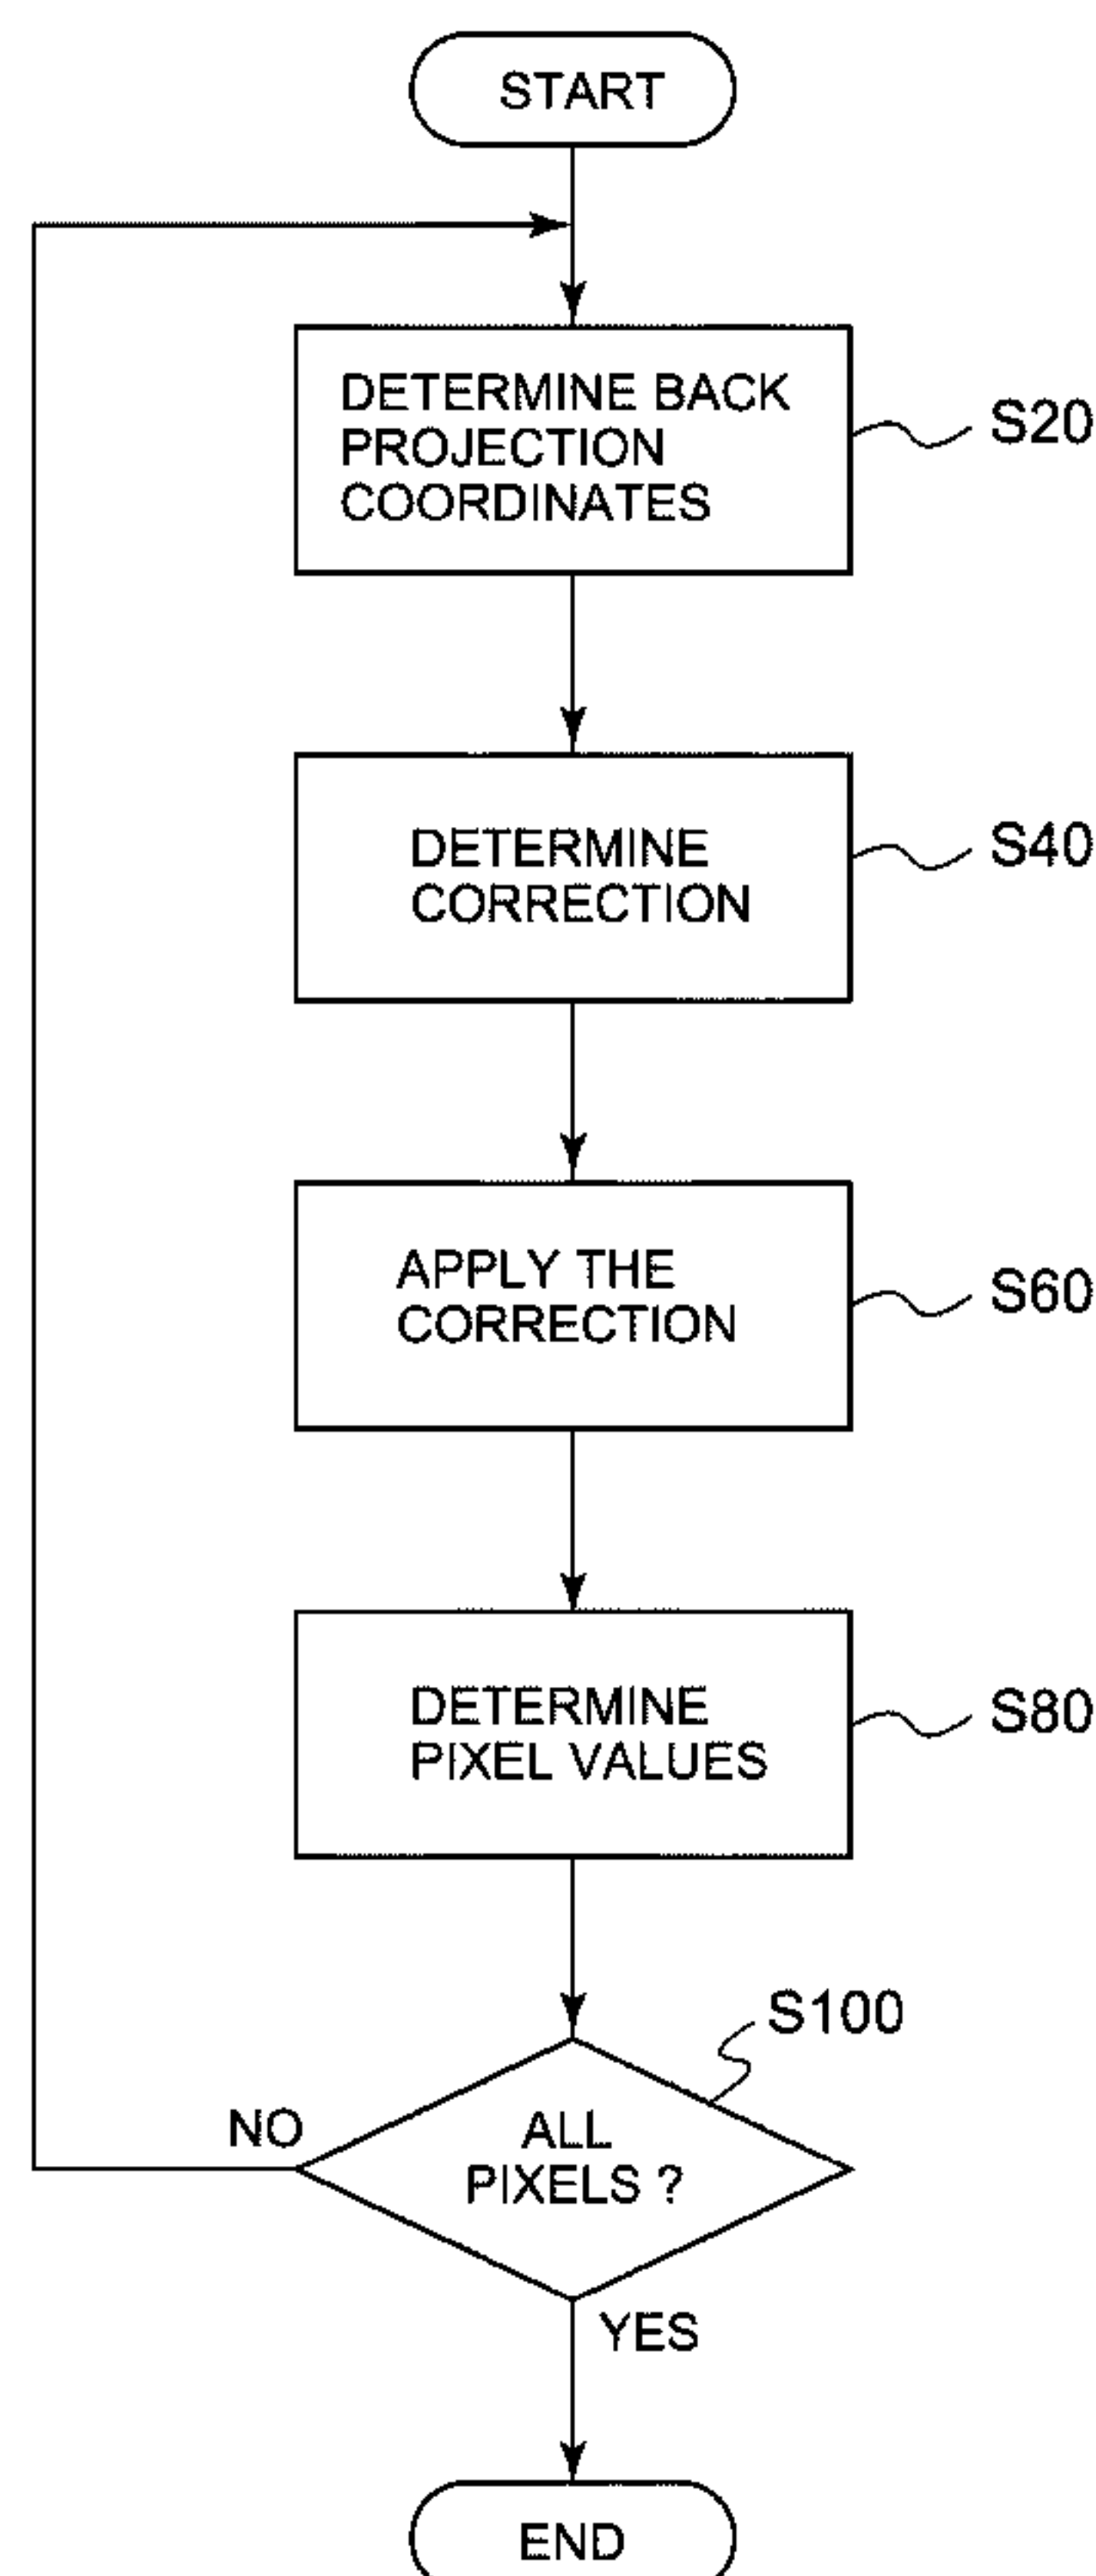 START
DETERMINE BACK
PROJECTION
COORDINATES
S20
DETERMINE
CORRECTION
S40
APPLY THE
CORRECTION
S60
DETERMINE
PIXEL VALUES
S80
S100
NO
ALL
PIXELS ?
YES
END